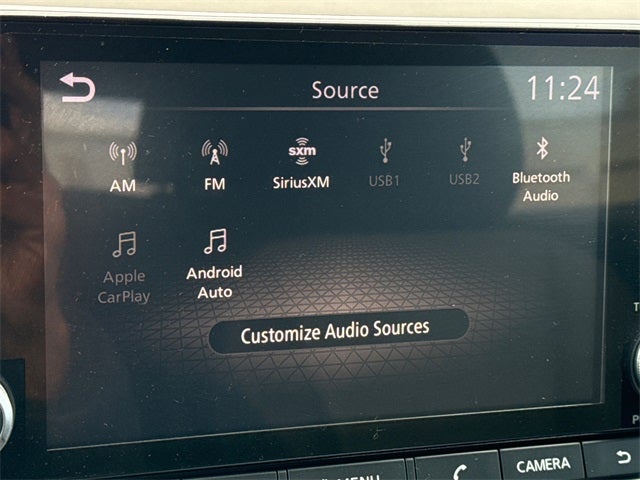 Source
11:24
AM
FM
sxm
SiriusXM
USB1
USB2
Bluetooth
Audio
Apple
CarPlay
Android
Auto
Customize Audio Sources
MENU
CAMERA